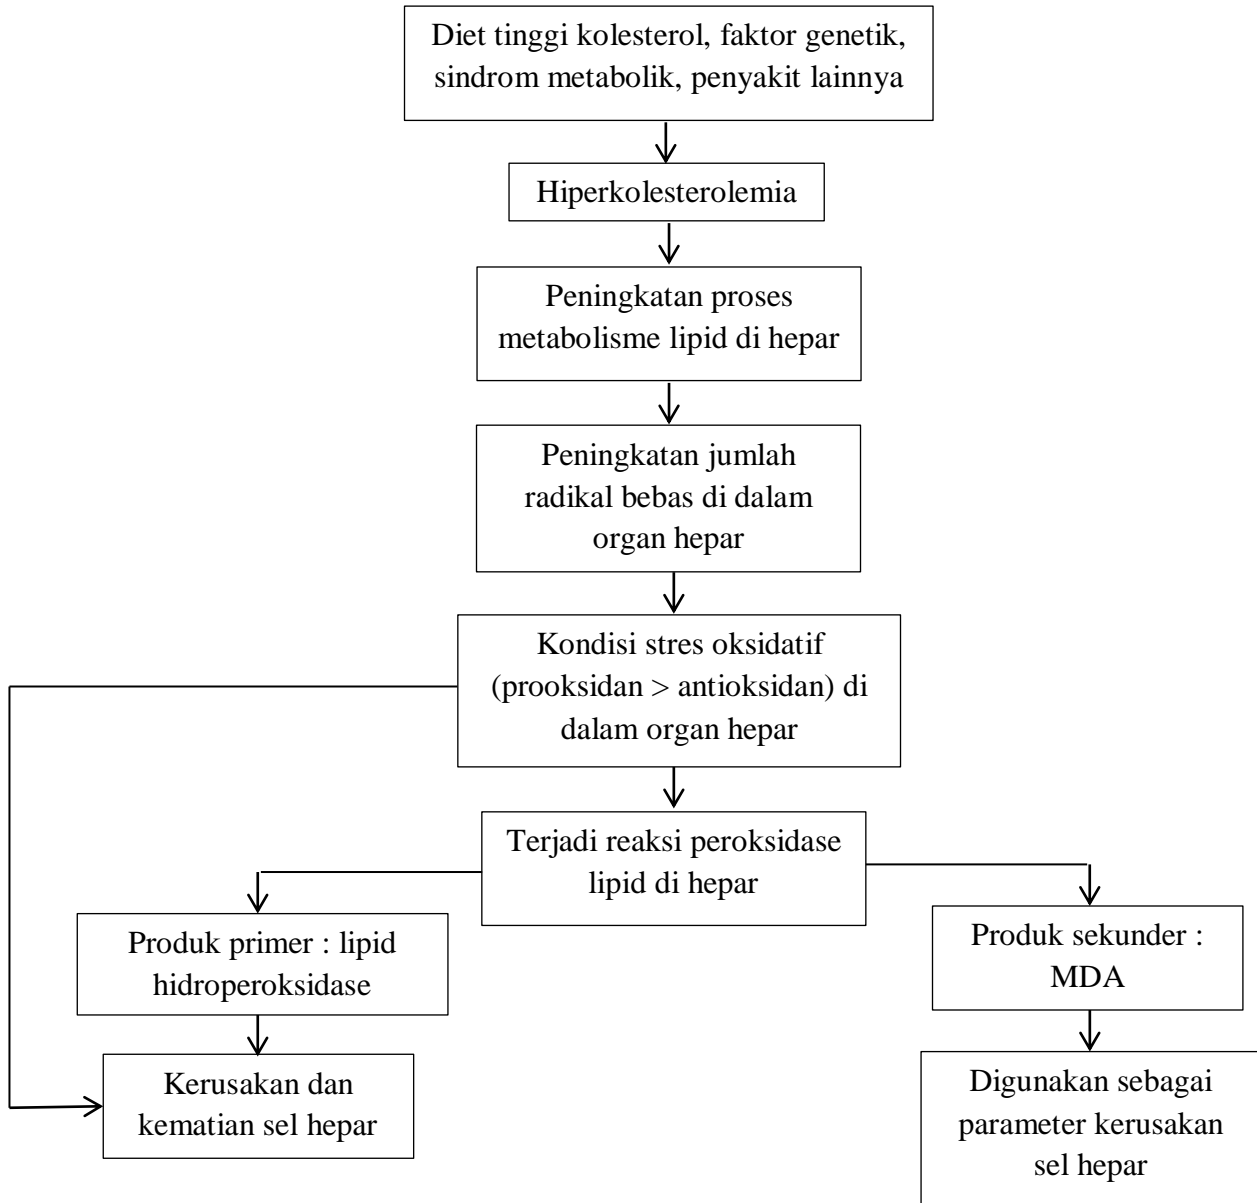 Diet tinggi kolesterol, faktor genetik,
sindrom metabolik, penyakit lainnya
Hiperkolesterolemia
Peningkatan proses
metabolisme lipid di hepar
Peningkatan jumlah
radikal bebas di dalam
organ hepar
Kondisi stres oksidatif
(prooksidan > antioksidan) di
dalam organ hepar
Terjadi reaksi peroksidase
lipid di hepar
Produk primer : lipid
hidroperoksidase
Kerusakan dan
kematian sel hepar
Produk sekunder :
MDA
Digunakan sebagai
parameter kerusakan
sel hepar